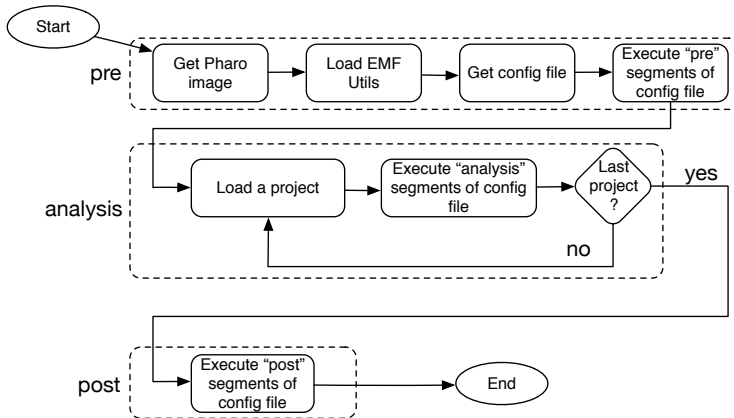 Start
pre
Get Pharo
image
Load EMF
Utils
Get config file
Execute “pre”
segments of
config file
analysis
Load a project
Execute “analysis”
segments of config
file
Last
project
?
yes
no
post
Execute “post”
segments of
config file
End